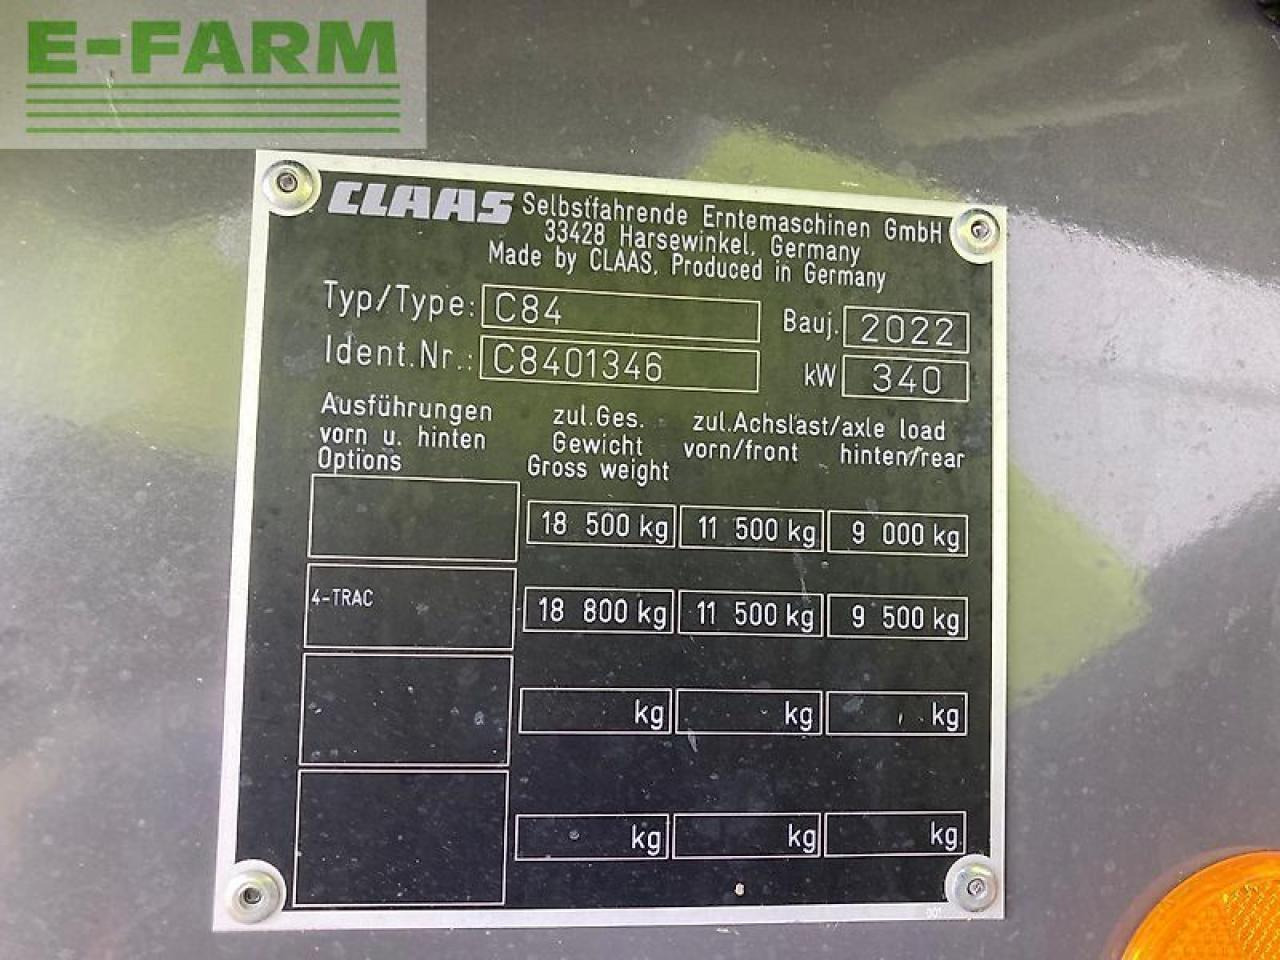 E-FARM
CLAAS Selbstfahrende Erntemaschinen GmbH
33428 Harsewinkel, Germany
Made by CLAAS, Produced in Germany
Typ/Type: C84 Bauj. 2022
Ident.Nr.: C8401346 kW 340
Ausführungen zul.Ges. zul.Achslast/axle load
vorn u. hinten Gewicht vorn/front hinten/rear
Options Gross weight
18 500 kg 11 500 kg 9 000 kg
4-TRAC 18 800 kg 11 500 kg 9 500 kg
kg kg kg
kg kg kg
001